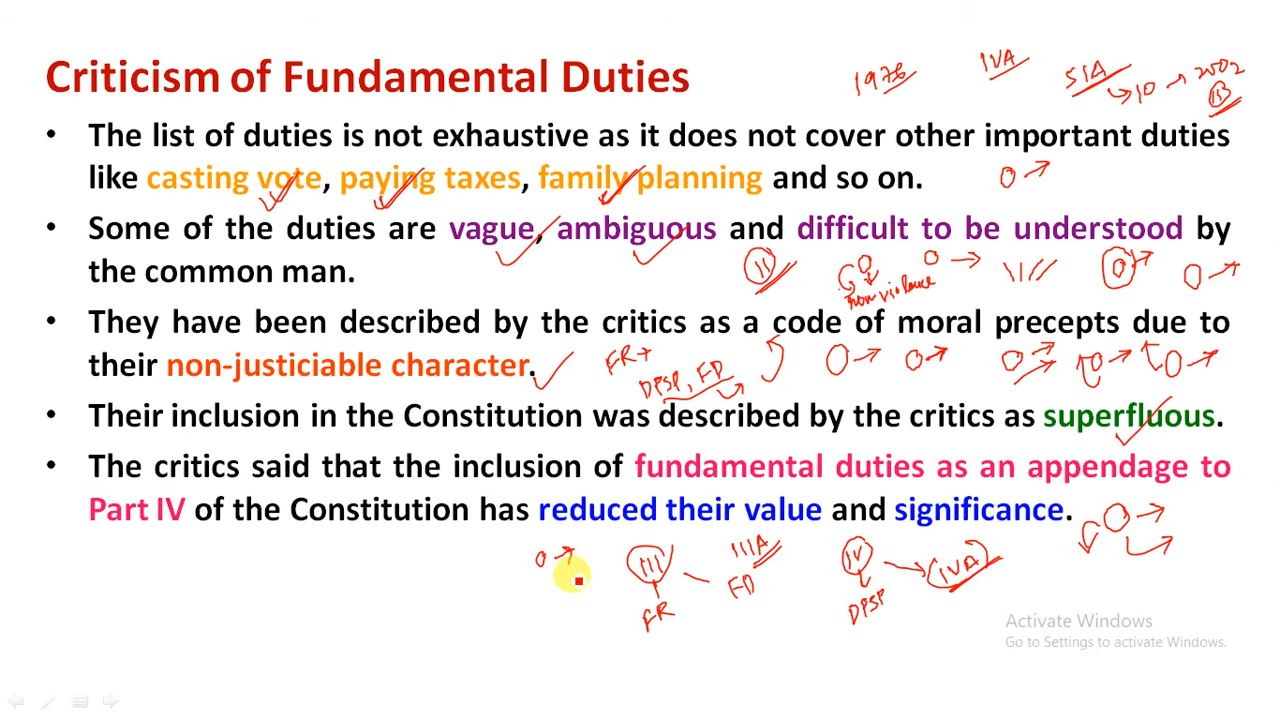 Criticism of Fundamental Duties
1976
IVA
51A
10
2002
11
• The list of duties is not exhaustive as it does not cover other important duties
like casting vote, paying taxes, family planning and so on.
• Some of the duties are vague, ambiguous and difficult to be understood by
the common man.
11
non violence
• They have been described by the critics as a code of moral precepts due to
their non-justiciable character.
FR+
DPSP, FD
• Their inclusion in the Constitution was described by the critics as superfluous.
• The critics said that the inclusion of fundamental duties as an appendage to
Part IV of the Constitution has reduced their value and significance.
III
IIIA
IV
(IVA)
FR
FD
DPSP
Activate Windows
Go to Settings to activate Windows.